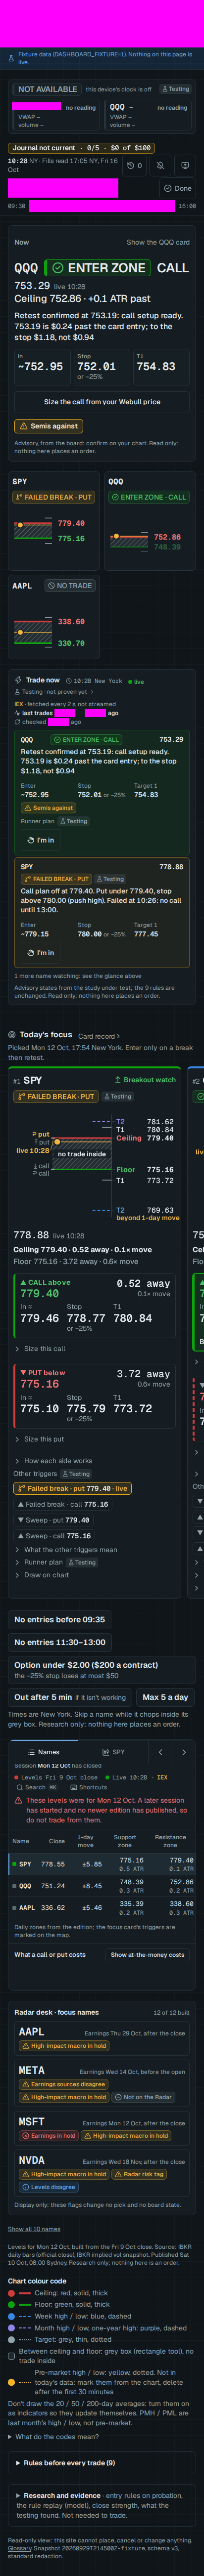 Fixture data (DASHBOARD_FIXTURE=1) Nothing on this page is live.
NOT AVAILABLE
this device's clock is off
Testing
no reading
VWAP –
volume –
QQQ –
no reading
VWAP –
volume –
Journal not current · 0/5 · $0 of $100
10:28 NY · Fills read 17:05 NY, Fri 16 Oct
0
Done
09:30
16:00
Now
Show the QQQ card
QQQ
ENTER ZONE
CALL
753.29 live 10:28
Ceiling 752.86 · +0.1 ATR past
Retest confirmed at 753.19: call setup ready. 753.19 is $0.24 past the card entry; to the stop $1.18, not $0.94
In
~752.95
Stop
752.01
or −25%
T1
754.83
Size the call from your Webull price
Semis against
Advisory, from the board: confirm on your chart. Read only: nothing here places an order.
SPY
FAILED BREAK · PUT
779.40
775.16
QQQ
ENTER ZONE · CALL
752.86
748.39
AAPL
NO TRADE
338.60
330.70
Trade now
10:28 New York
live
Testing · not proven yet
IEX · fetched every 2 s, not streamed
last trades
ago
checked
ago
QQQ
ENTER ZONE · CALL
753.29
Retest confirmed at 753.19: call setup ready. 753.19 is $0.24 past the card entry; to the stop $1.18, not $0.94
Enter
~752.95
Stop
752.01 or −25%
Target 1
754.83
Semis against
Runner plan
Testing
I'm in
SPY
778.88
FAILED BREAK · PUT
Testing
Call plan off at 779.40. Put under 779.40, stop above 780.00 (push high). Failed at 10:26: no call until 13:00.
Enter
~779.15
Stop
780.00 or −25%
Target 1
777.45
I'm in
1 more name watching: see the glance above
Advisory states from the study under test; the 9 rules are unchanged. Read only: nothing here places an order.
Today's focus
Card record
Picked Mon 12 Oct, 17:54 New York. Enter only on a break then retest.
#1 SPY
Breakout watch
FAILED BREAK · PUT
Testing
T2 781.62
T1 780.84
Ceiling 779.40
put
put
live 10:28
no trade inside
call
call
Floor 775.16
T1 773.72
T2 769.63
beyond 1-day move
778.88 live 10:28
Ceiling 779.40 · 0.52 away · 0.1× move
Floor 775.16 · 3.72 away · 0.6× move
CALL above
779.40
0.52 away
0.1× move
In ≈
779.46
Stop
778.77
or −25%
T1
780.84
Size this call
PUT below
775.16
3.72 away
0.6× move
In ≈
775.10
Stop
775.79
or −25%
T1
773.72
Size this put
How each side works
Other triggers
Testing
Failed break · put 779.40 · live
Failed break · call 775.16
Sweep · put 779.40
Sweep · call 775.16
What the other triggers mean
Runner plan
Testing
Draw on chart
#2
No entries before 09:35
No entries 11:30–13:00
Option under $2.00 ($200 a contract)
the −25% stop loses at most $50
Out after 5 min if it isn't working
Max 5 a day
Times are New York. Skip a name while it chops inside its grey box. Research only: nothing here places an order.
Names
SPY
Session Mon 12 Oct has closed
Levels Fri 9 Oct close
Live 10:28 · IEX
Search ⌘K
Shortcuts
These levels were for Mon 12 Oct. A later session has started and no newer edition has been published, so do not trade from them.
Name Close 1-day move Support zone Resistance zone
SPY 778.55 ±5.85 775.16 0.5 ATR 779.40 0.1 ATR
QQQ 751.24 ±8.45 748.39 0.3 ATR 752.86 0.2 ATR
AAPL 336.62 ±5.46 335.39 0.2 ATR 338.60 0.3 ATR
Daily zones from the edition; the focus card's triggers are marked on the map.
What a call or put costs
Show at-the-money costs
Radar desk · focus names
12 of 12 built
AAPL
Earnings Thu 29 Oct, after the close
High-impact macro in hold
META
Earnings Wed 14 Oct, before the open
Earnings sources disagree
High-impact macro in hold
Not on the Radar
MSFT
Earnings Mon 12 Oct, after the close
Earnings in hold
High-impact macro in hold
NVDA
Earnings Wed 18 Nov, after the close
High-impact macro in hold
Radar risk tag
Levels disagree
Display only: these flags change no pick and no board state.
Show all 10 names
Levels for Mon 12 Oct, built from the Fri 9 Oct close. Source: IBKR daily bars (official close), IBKR implied vol snapshot. Published Sat 10 Oct, 08:00 Sydney. Research only; nothing here is an order.
Chart colour code
Ceiling: red, solid, thick
Floor: green, solid, thick
Week high / low: blue, dashed
Month high / low, one-year high: purple, dashed
Target: grey, thin, dotted
Between ceiling and floor: grey box (rectangle tool), no trade inside
Pre-market high / low: yellow, dotted. Not in today's data: mark them from the chart, delete after the first 30 minutes
Don't draw the 20 / 50 / 200-day averages: turn them on as indicators so they update themselves. PMH / PML are last month's high / low, not pre-market.
What do the codes mean?
Rules before every trade (9)
Research and evidence · entry rules on probation, the rule replay (model), close strength, what the testing found. Not needed to trade.
Read-only view: this site cannot place, cancel or change anything. Glossary. Snapshot 20260929T214500Z-fixture, schema v3, standard redaction.